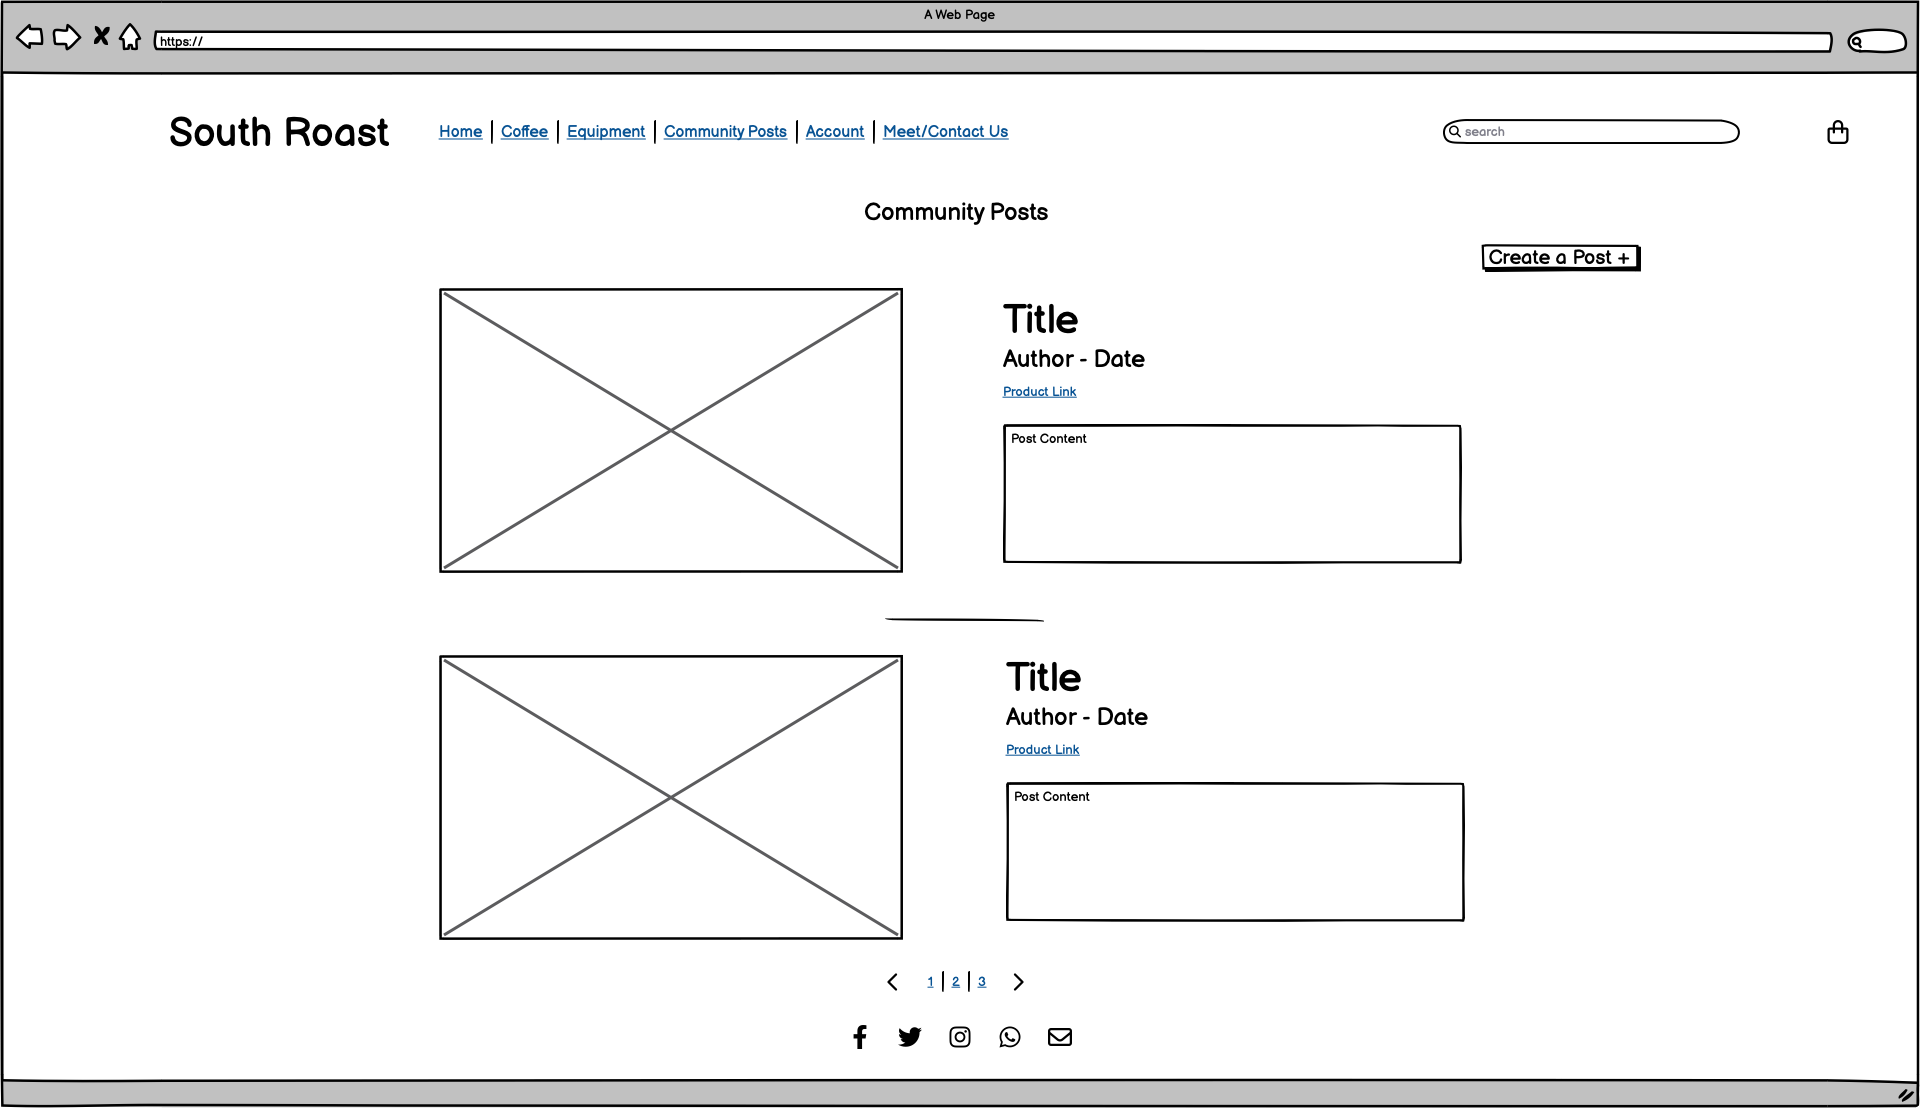 A Web Page
https://
South Roast
Home | Coffee | Equipment | Community Posts | Account | Meet/Contact Us
search
Community Posts
Create a Post +
Title
Author - Date
Product Link
Post Content
Title
Author - Date
Product Link
Post Content
1 | 2 | 3